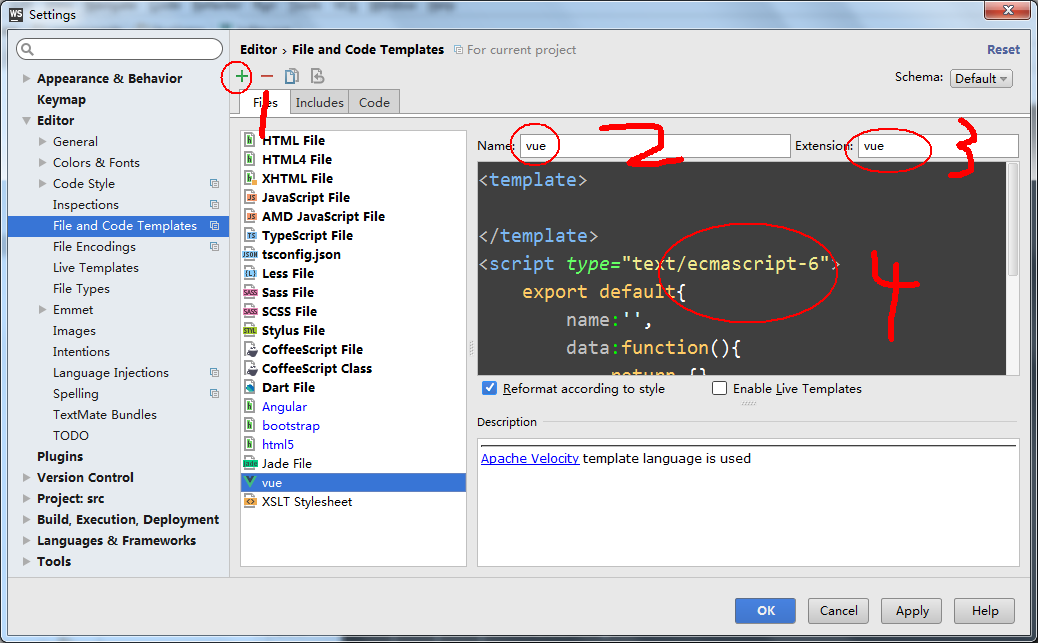 WS Settings
Editor › File and Code Templates For current project Reset
Schema: Default
Appearance & Behavior
Keymap
Editor
General
Colors & Fonts
Code Style
Inspections
File and Code Templates
File Encodings
Live Templates
File Types
Emmet
Images
Intentions
Language Injections
Spelling
TextMate Bundles
TODO
Plugins
Version Control
Project: src
Build, Execution, Deployment
Languages & Frameworks
Tools
1
Files Includes Code
HTML File
HTML4 File
XHTML File
JavaScript File
AMD JavaScript File
TypeScript File
tsconfig.json
Less File
Sass File
SCSS File
Stylus File
CoffeeScript File
CoffeeScript Class
Dart File
Angular
bootstrap
html5
Jade File
vue
XSLT Stylesheet
Name: vue 2 Extension: vue 3
<template>
</template>
<script type="text/ecmascript-6">
export default{
name:'',
data:function(){
return {}
4
Reformat according to style Enable Live Templates
Description
Apache Velocity template language is used
OK Cancel Apply Help